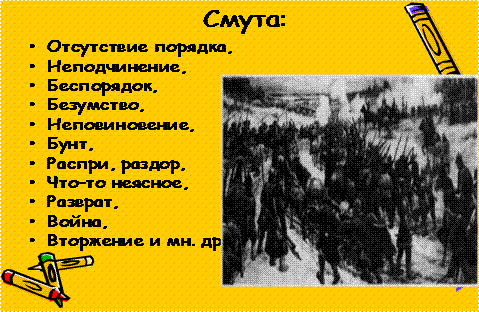 Смута:
• Отсутствие порядка,
• Неподчинение,
• Беспорядок,
• Безумство,
• Неповиновение,
• Бунт,
• Распри, раздор,
• Что-то неясное,
• Разврат,
• Война,
• Вторжение и мн. др